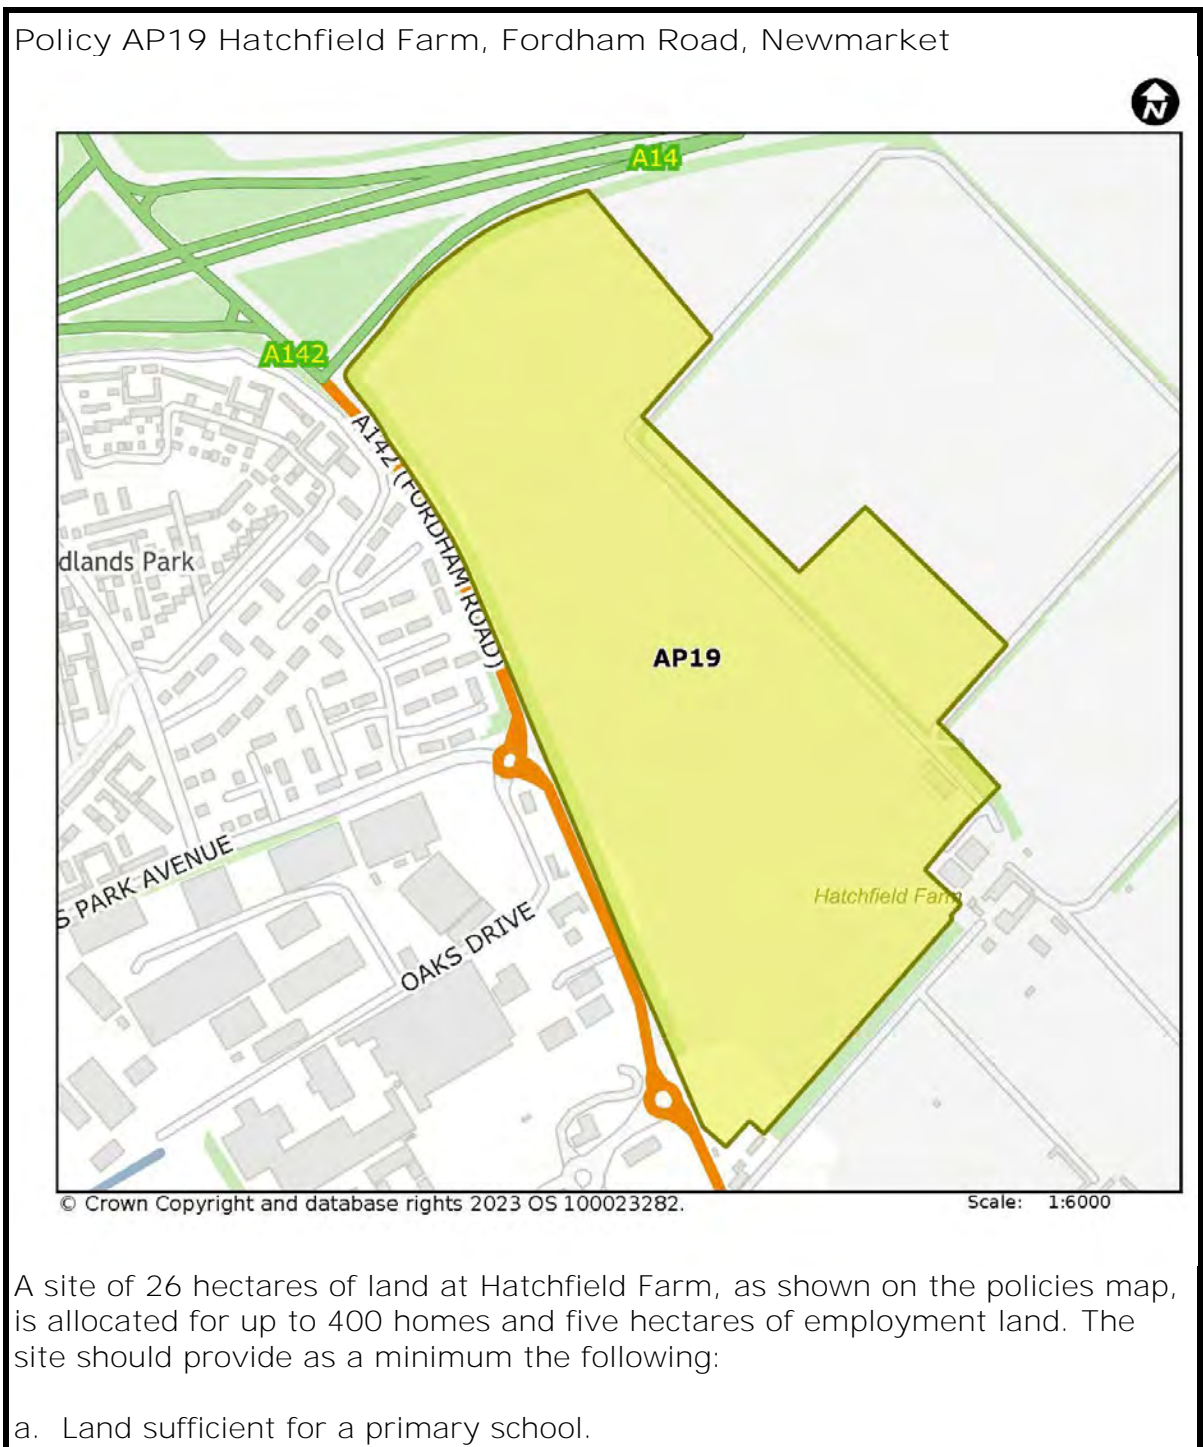 Policy AP19 Hatchfield Farm, Fordham Road, Newmarket
N
A14
A142
A142 (FORDHAM ROAD)
dlands Park
AP19
S PARK AVENUE
Hatchfield Farm
OAKS DRIVE
© Crown Copyright and database rights 2023 OS 100023282.
Scale: 1:6000
A site of 26 hectares of land at Hatchfield Farm, as shown on the policies map,
is allocated for up to 400 homes and five hectares of employment land. The
site should provide as a minimum the following:
a. Land sufficient for a primary school.